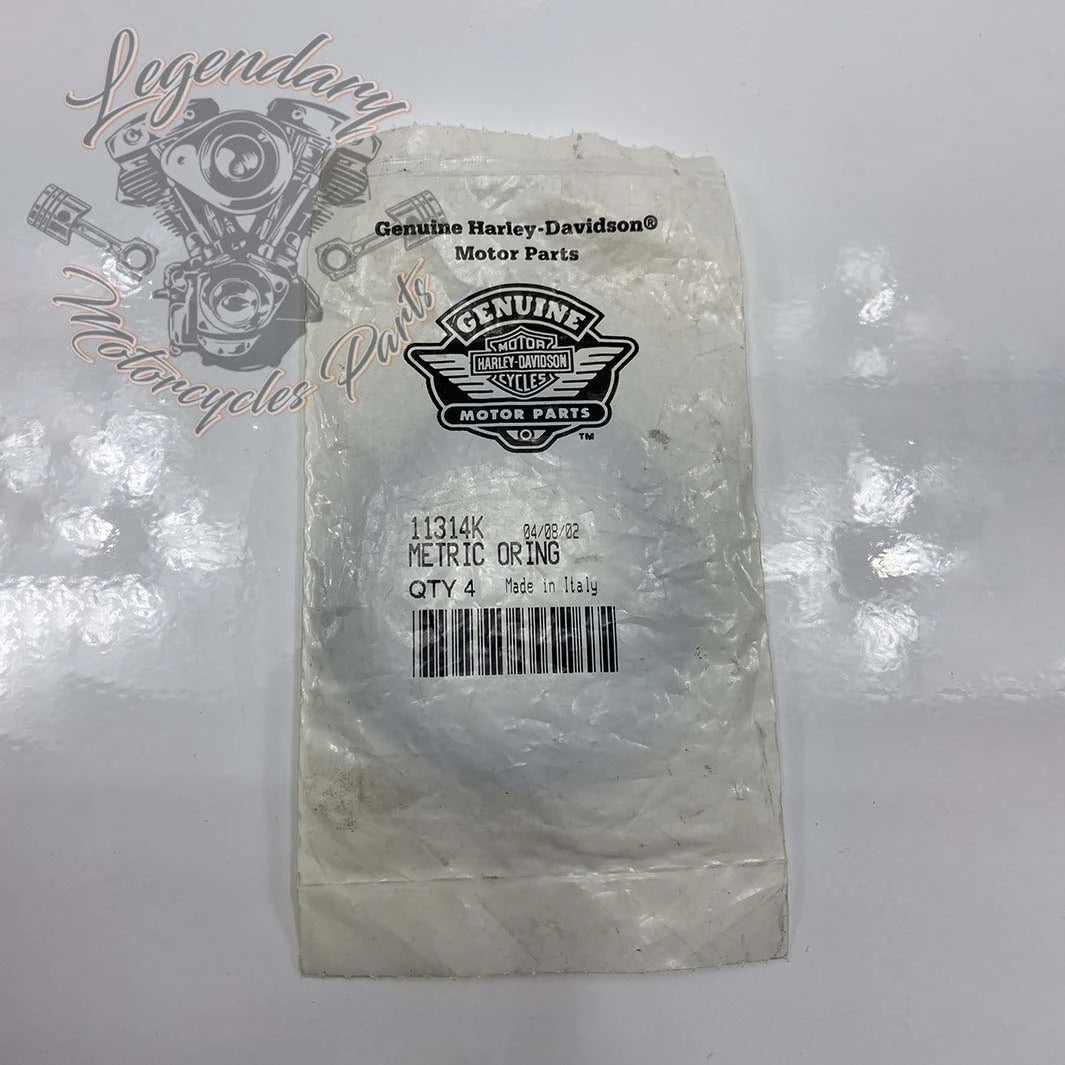 Legendary
Motorcycles Parts
Genuine Harley-Davidson®
Motor Parts
GENUINE
MOTOR
HARLEY-DAVIDSON
CYCLES
MOTOR PARTS
TM
11314K 04/08/02
METRIC ORING
QTY 4 Made in Italy